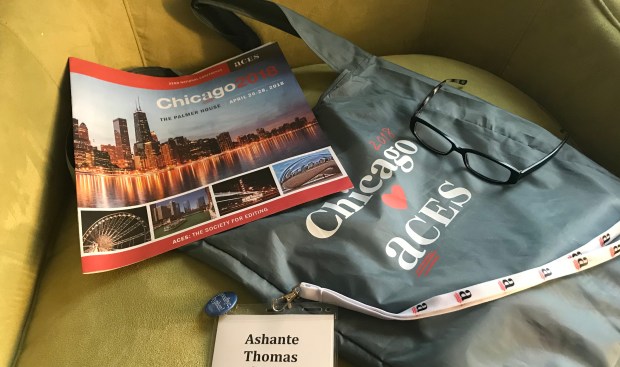 aces
Chicago2018
THE PALMER HOUSE
APRIL 26-28, 2018
ACES: THE SOCIETY FOR EDITING
Chicago
aCES
Ashante
Thomas